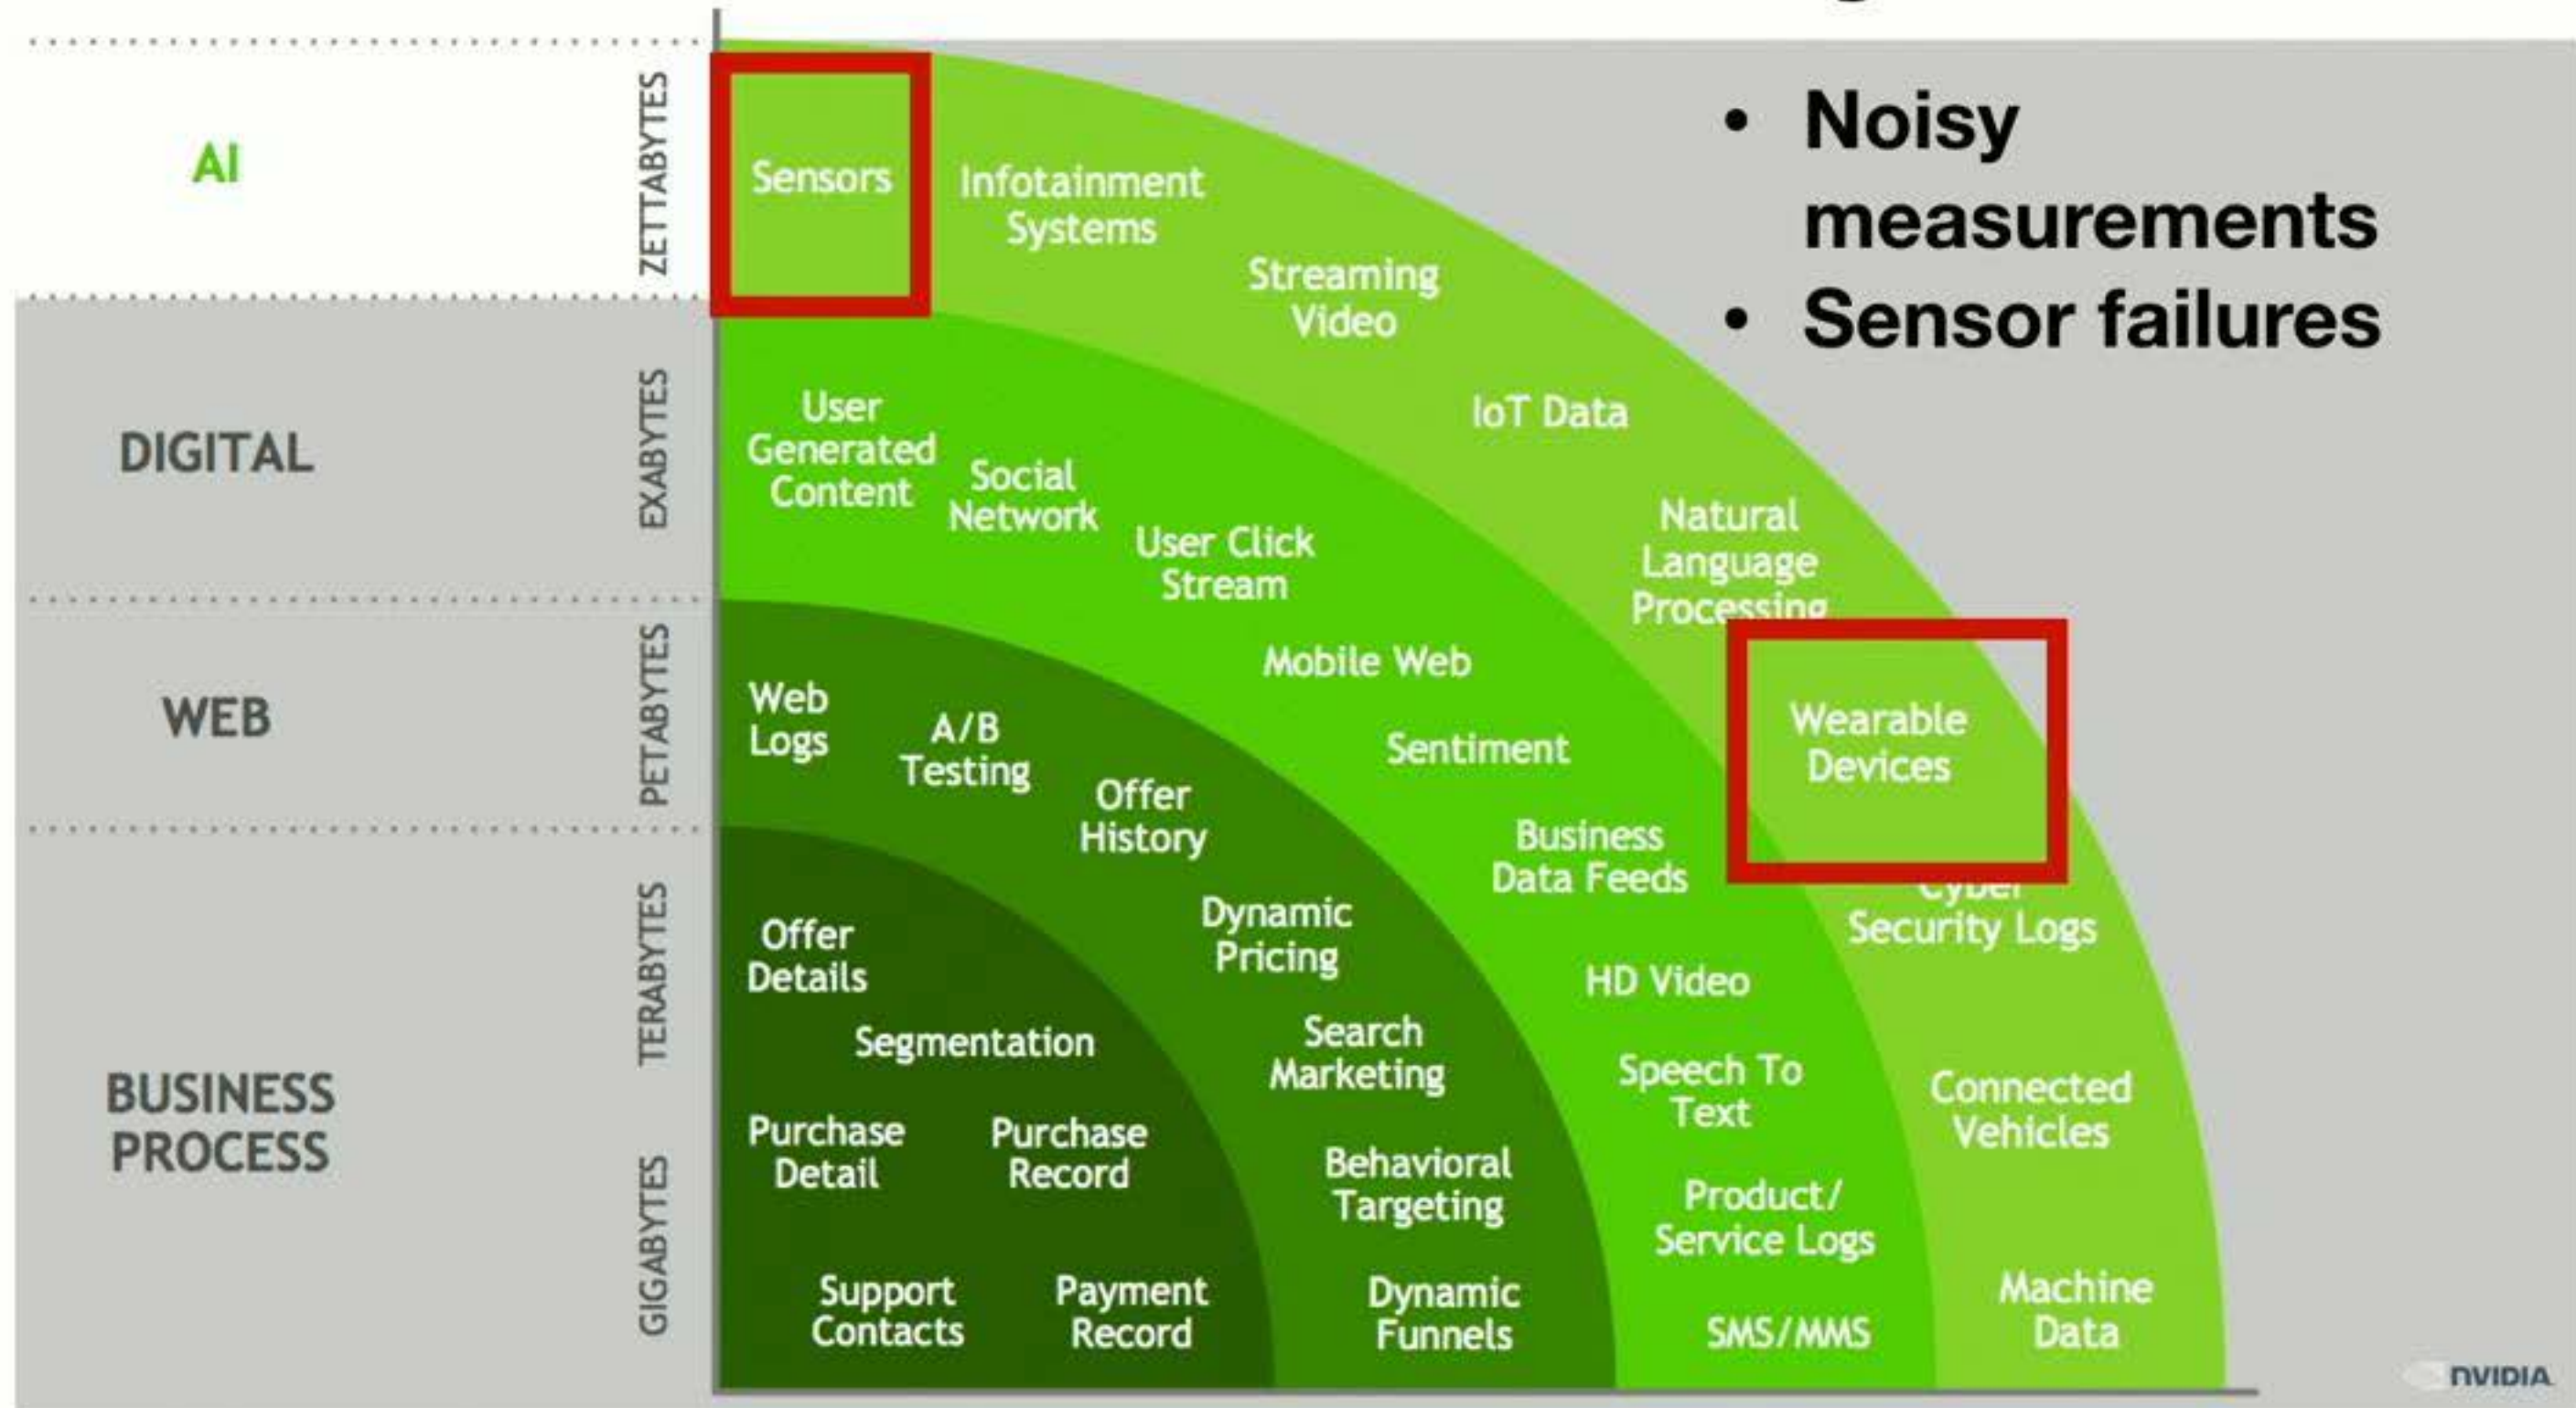 AI
ZETTABYTES
Sensors
Infotainment
Systems
Streaming
Video
IoT Data
Natural
Language
Processing
Wearable
Devices
Cyber
Security Logs
Connected
Vehicles
Machine
Data
• Noisy
measurements
• Sensor failures
DIGITAL
EXABYTES
User
Generated
Content
Social
Network
User Click
Stream
Mobile Web
Sentiment
Business
Data Feeds
HD Video
Speech To
Text
Product/
Service Logs
SMS/MMS
WEB
PETABYTES
Web
Logs
A/B
Testing
Offer
History
Dynamic
Pricing
Search
Marketing
Behavioral
Targeting
Dynamic
Funnels
BUSINESS
PROCESS
TERABYTES
GIGABYTES
Offer
Details
Segmentation
Purchase
Detail
Purchase
Record
Support
Contacts
Payment
Record
NVIDIA